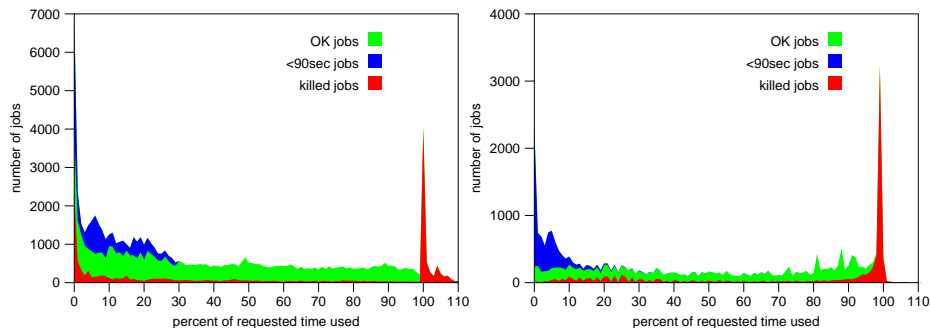 7000
6000
5000
4000
3000
2000
1000
0
number of jobs
OK jobs
<90sec jobs
killed jobs
0 10 20 30 40 50 60 70 80 90 100 110
percent of requested time used
4000
3000
2000
1000
0
number of jobs
OK jobs
<90sec jobs
killed jobs
0 10 20 30 40 50 60 70 80 90 100 110
percent of requested time used